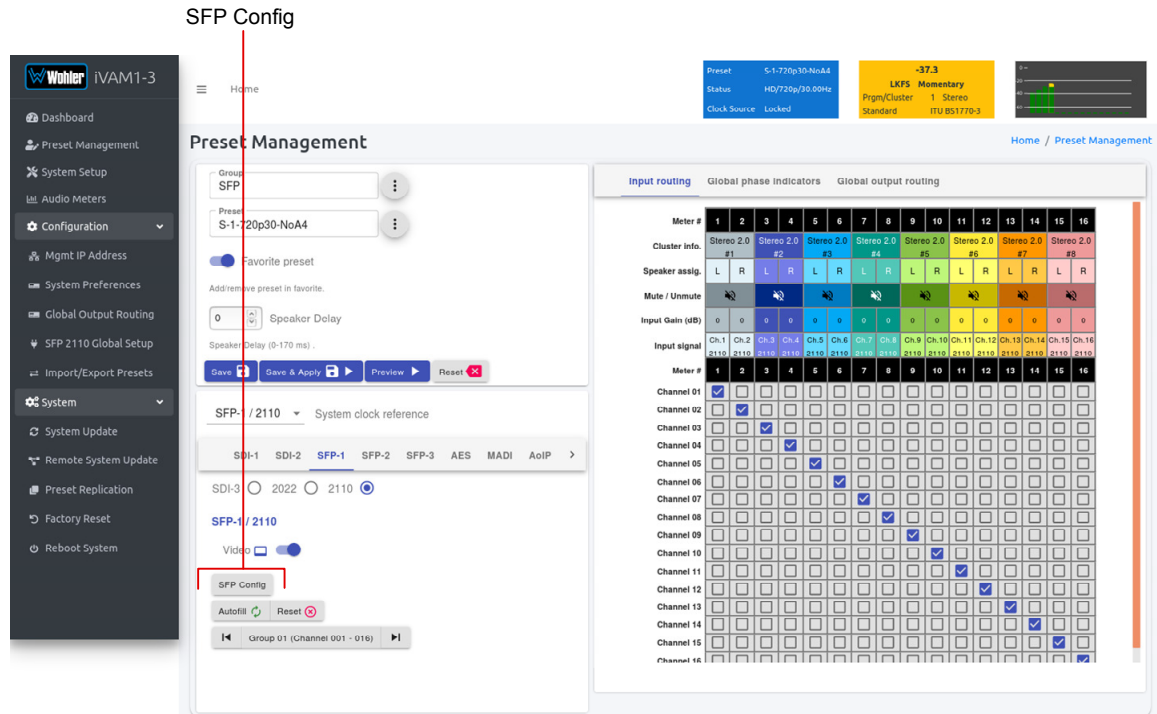 SFP Config
Wohler iVAM1-3
Dashboard
Preset Management
System Setup
Audio Meters
Configuration
Mgmt IP Address
System Preferences
Global Output Routing
SFP 2110 Global Setup
Import/Export Presets
System
System Update
Remote System Update
Preset Replication
Factory Reset
Reboot System
Home
Preset S-1-720p30-NoA4
Status HD/720p/30.00Hz
Clock Source Locked
-37.3
LKFS Momentary
Prgm/Cluster 1 Stereo
Standard ITU BS1770-3
Preset Management
Home / Preset Management
Group
SFP
Preset
S-1-720p30-NoA4
Favorite preset
Add/remove preset in favorite.
0 Speaker Delay
Speaker Delay (0-170 ms) .
Save Save & Apply Preview Reset
SFP-1 / 2110 System clock reference
SDI-1 SDI-2 SFP-1 SFP-2 SFP-3 AES MADI AoIP
SDI-3 2022 2110
SFP-1 / 2110
Video
SFP Config
Autofill Reset
Group 01 (Channel 001 - 016)
Input routing Global phase indicators Global output routing
Meter # 1 2 3 4 5 6 7 8 9 10 11 12 13 14 15 16
Cluster info. Stereo 2.0 Stereo 2.0 Stereo 2.0 Stereo 2.0 Stereo 2.0 Stereo 2.0 Stereo 2.0 Stereo 2.0
#1 #2 #3 #4 #5 #6 #7 #8
Speaker assig. L R L R L R L R L R L R L R L R
Mute / Unmute
Input Gain (dB) 0 0 0 0 0 0 0 0 0 0 0 0 0 0 0 0
Input signal Ch.1 Ch.2 Ch.3 Ch.4 Ch.5 Ch.6 Ch.7 Ch.8 Ch.9 Ch.10 Ch.11 Ch.12 Ch.13 Ch.14 Ch.15 Ch.16
2110 2110 2110 2110 2110 2110 2110 2110 2110 2110 2110 2110 2110 2110 2110 2110
Meter # 1 2 3 4 5 6 7 8 9 10 11 12 13 14 15 16
Channel 01
Channel 02
Channel 03
Channel 04
Channel 05
Channel 06
Channel 07
Channel 08
Channel 09
Channel 10
Channel 11
Channel 12
Channel 13
Channel 14
Channel 15
Channel 16